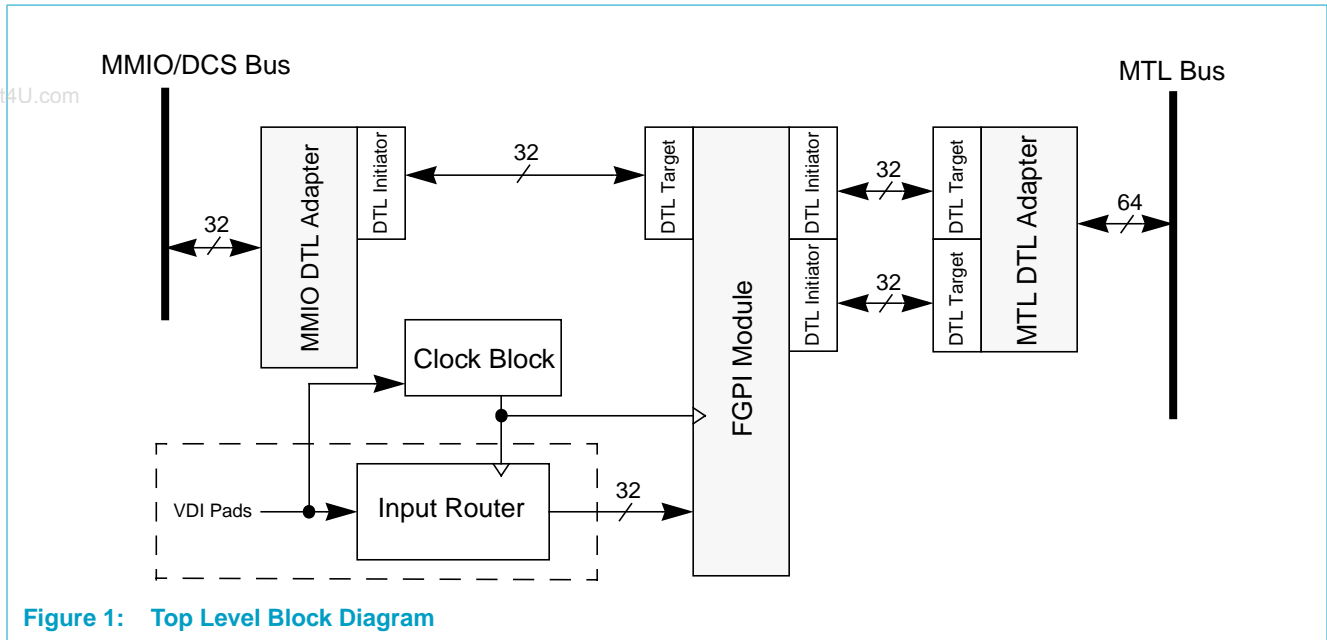 MMIO/DCS Bus
MTL Bus
t4U.com
MMIO DTL Adapter
DTL Initiator
32
DTL Target
FGPI Module
DTL Initiator
32
DTL Target
MTL DTL Adapter
64
32
DTL Initiator
32
DTL Target
Clock Block
VDI Pads
Input Router
32
Figure 1: Top Level Block Diagram